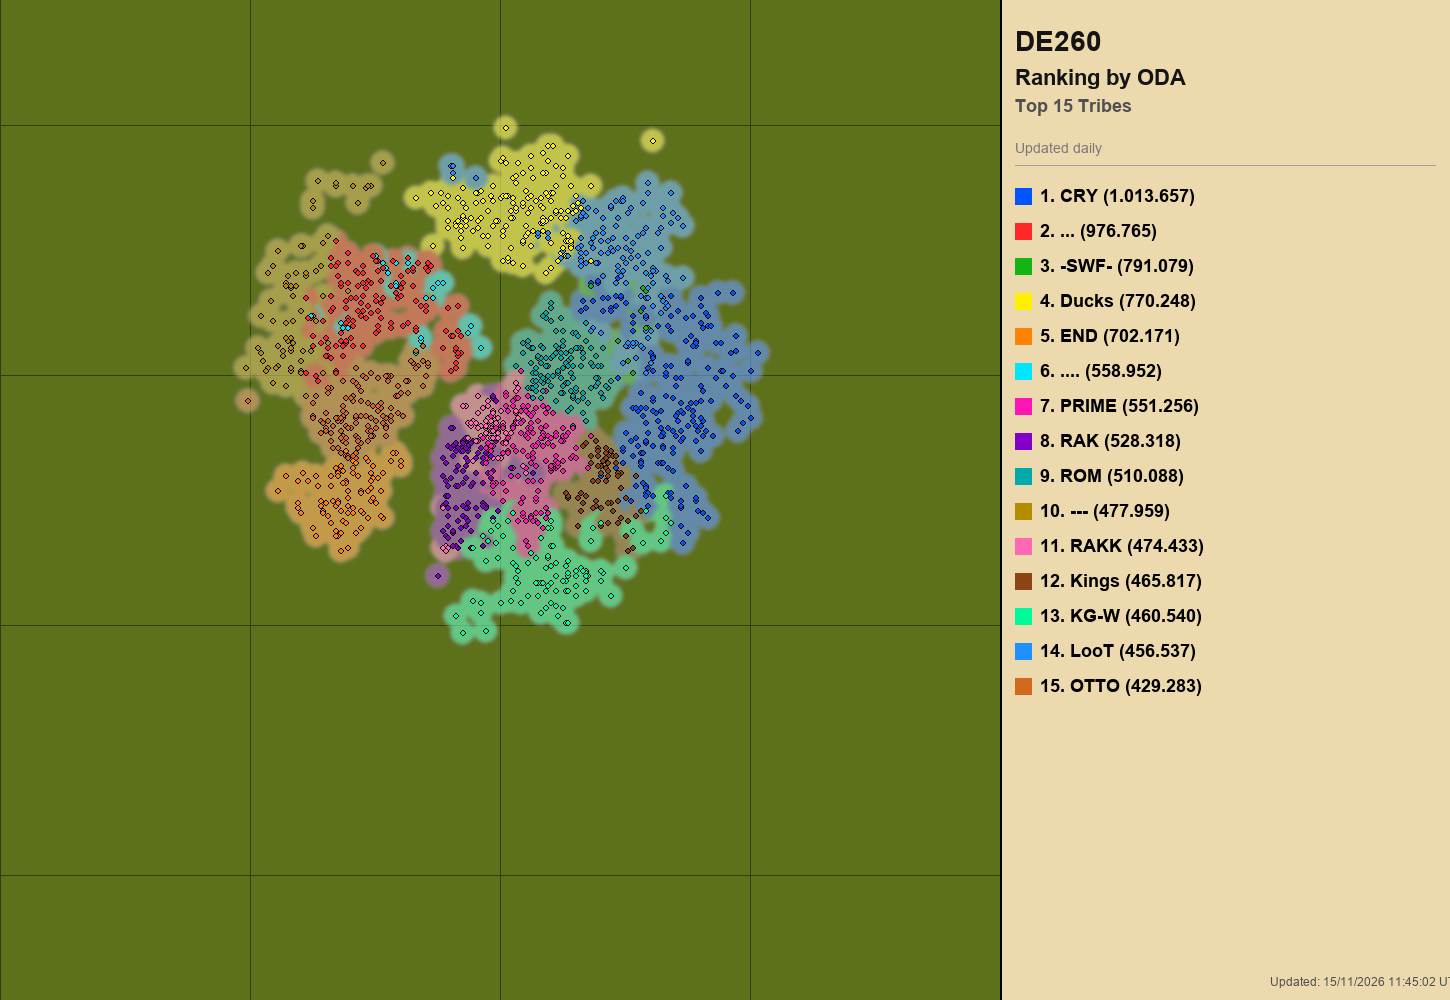 DE260
Ranking by ODA
Top 15 Tribes
Updated daily
1. CRY (1.013.657)
2. ... (976.765)
3. -SWF- (791.079)
4. Ducks (770.248)
5. END (702.171)
6. .... (558.952)
7. PRIME (551.256)
8. RAK (528.318)
9. ROM (510.088)
10. --- (477.959)
11. RAKK (474.433)
12. Kings (465.817)
13. KG-W (460.540)
14. LooT (456.537)
15. OTTO (429.283)
Updated: 15/11/2026 11:45:02